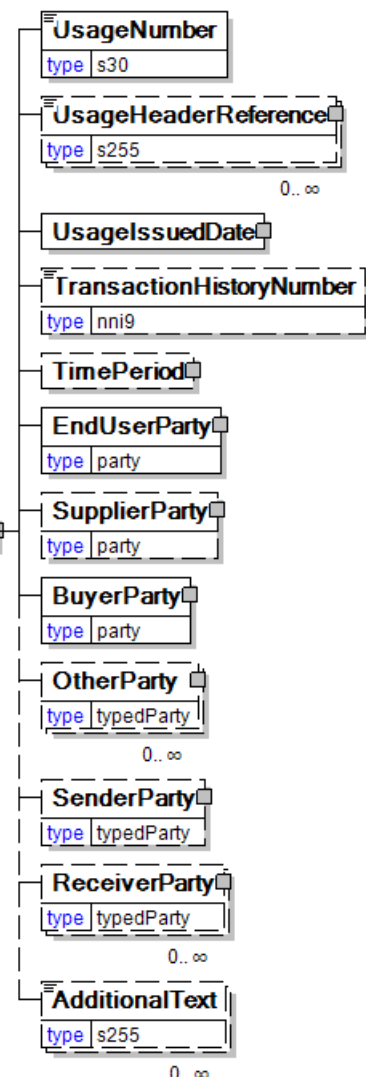 UsageNumber
type s30
UsageHeaderReference
type s255
0.. ∞
UsageIssuedDate
TransactionHistoryNumber
type nni9
TimePeriod
EndUserParty
type party
SupplierParty
type party
BuyerParty
type party
OtherParty
type typedParty
0.. ∞
SenderParty
type typedParty
ReceiverParty
type typedParty
0.. ∞
AdditionalText
type s255
0.. ∞